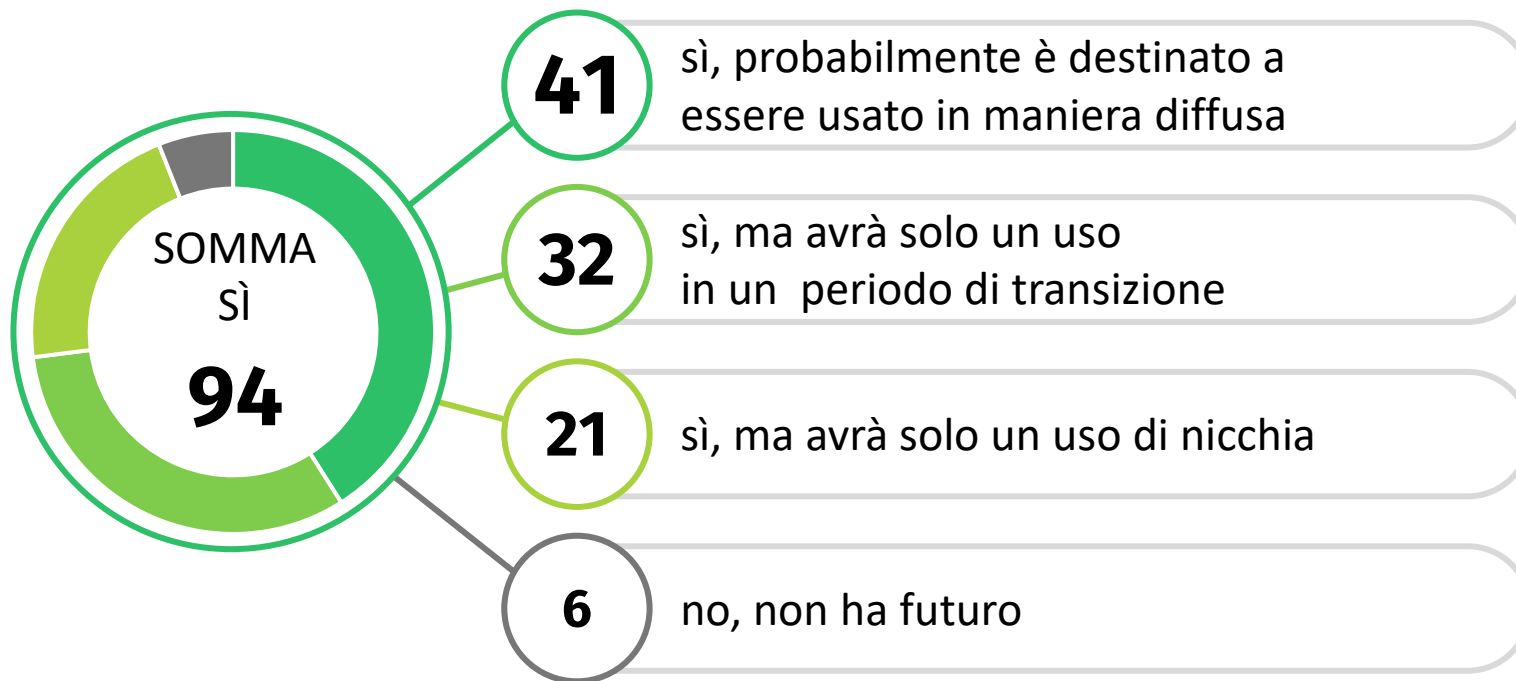 SOMMA
SÌ
94
41
sì, probabilmente è destinato a
essere usato in maniera diffusa
32
sì, ma avrà solo un uso
in un  periodo di transizione
21
sì, ma avrà solo un uso di nicchia
6
no, non ha futuro